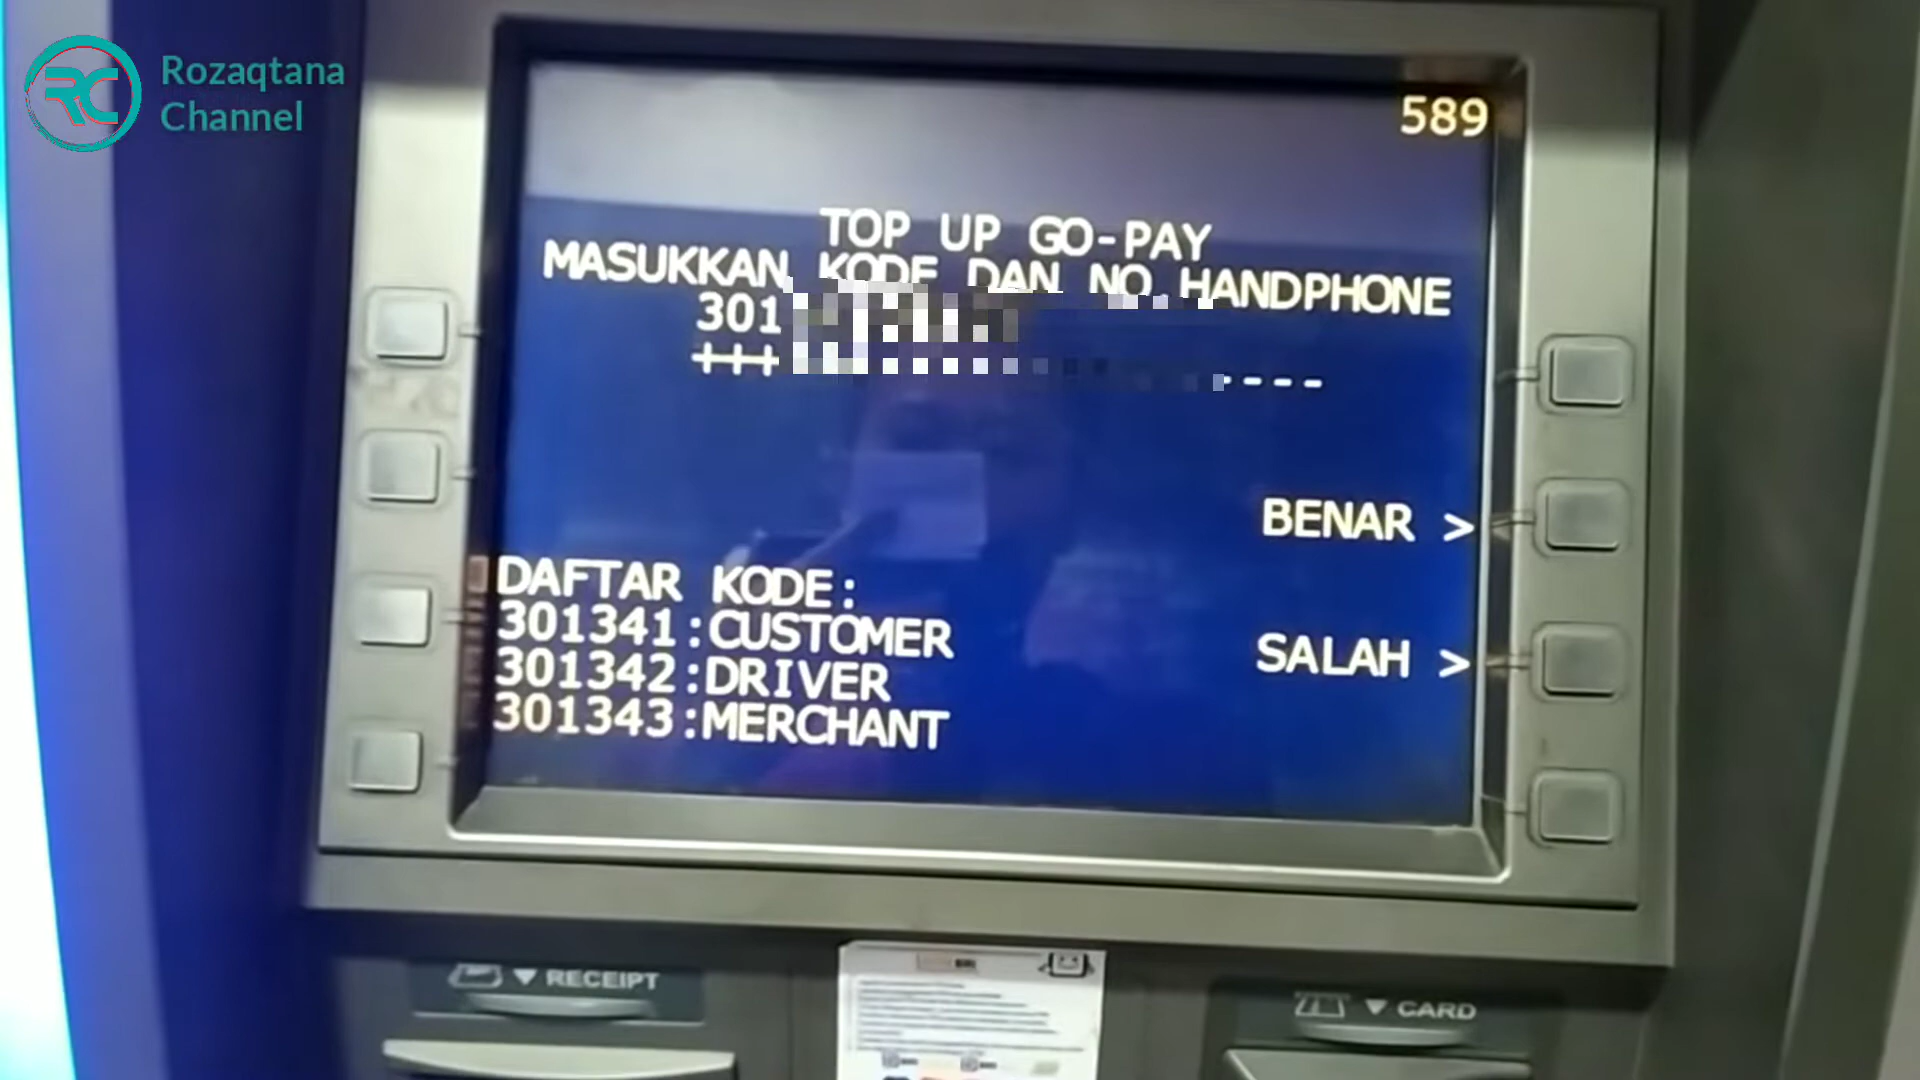 Rozaqtana
Channel
589
TOP UP GO-PAY
MASUKKAN KODE DAN NO HANDPHONE
301
BENAR >
SALAH >
DAFTAR KODE:
301341:CUSTOMER
301342:DRIVER
301343:MERCHANT
RECEIPT
CARD